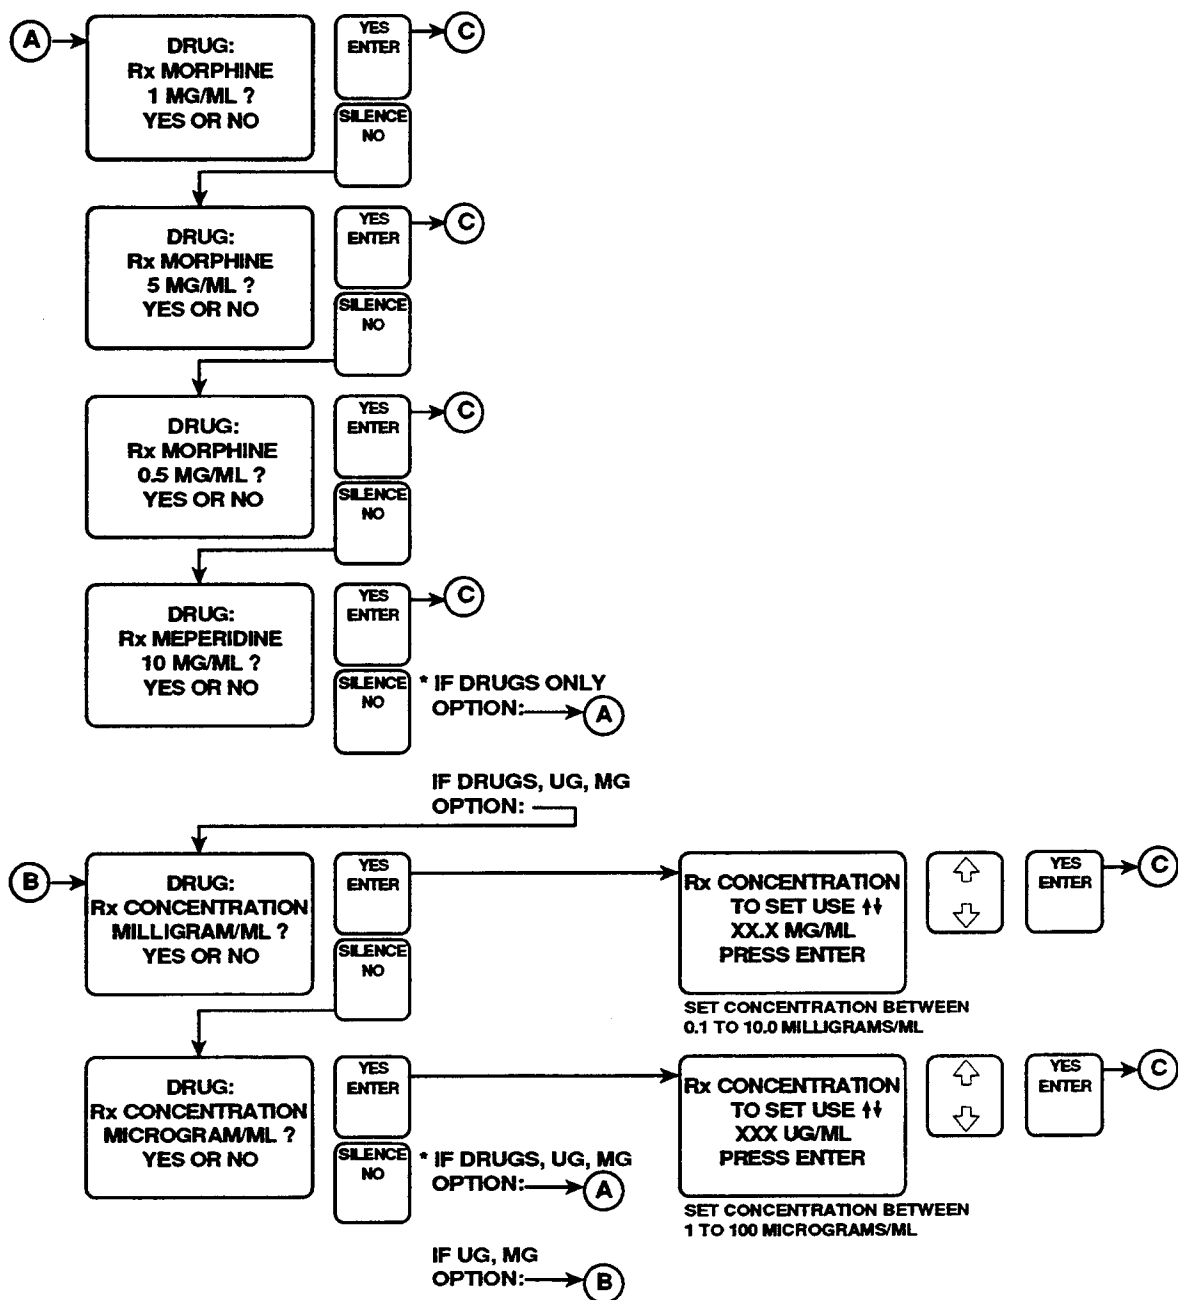 A
DRUG:
Rx MORPHINE
1 MG/ML ?
YES OR NO
YES
ENTER
C
SILENCE
NO
DRUG:
Rx MORPHINE
5 MG/ML ?
YES OR NO
YES
ENTER
C
SILENCE
NO
DRUG:
Rx MORPHINE
0.5 MG/ML ?
YES OR NO
YES
ENTER
C
SILENCE
NO
DRUG:
Rx MEPERIDINE
10 MG/ML ?
YES OR NO
YES
ENTER
C
SILENCE
NO
* IF DRUGS ONLY
OPTION: A
IF DRUGS, UG, MG
OPTION:
B
DRUG:
Rx CONCENTRATION
MILLIGRAM/ML ?
YES OR NO
YES
ENTER
SILENCE
NO
Rx CONCENTRATION
TO SET USE ↑↓
XX.X MG/ML
PRESS ENTER
YES
ENTER
C
SET CONCENTRATION BETWEEN
0.1 TO 10.0 MILLIGRAMS/ML
DRUG:
Rx CONCENTRATION
MICROGRAM/ML ?
YES OR NO
YES
ENTER
SILENCE
NO
* IF DRUGS, UG, MG
OPTION: A
Rx CONCENTRATION
TO SET USE ↑↓
XXX UG/ML
PRESS ENTER
YES
ENTER
C
SET CONCENTRATION BETWEEN
1 TO 100 MICROGRAMS/ML
IF UG, MG
OPTION: B